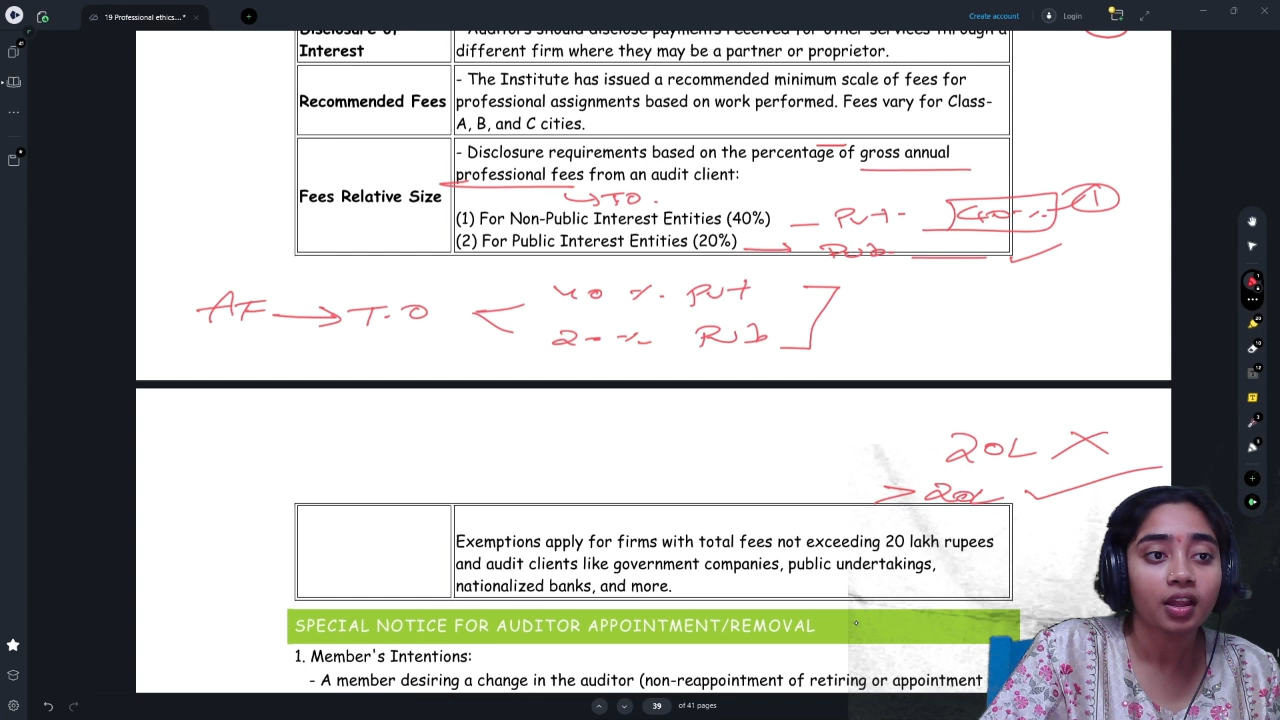 19 Professional ethics....*
Create account
Login
Disclosure of
- Auditors should disclose payments received for other services through a
Interest
different firm where they may be a partner or proprietor.
- The Institute has issued a recommended minimum scale of fees for
Recommended Fees
professional assignments based on work performed. Fees vary for Class-
A, B, and C cities.
- Disclosure requirements based on the percentage of gross annual
professional fees from an audit client:
Fees Relative Size
TO.
(1) For Non-Public Interest Entities (40%)
Pvt
40%
1
(2) For Public Interest Entities (20%)
Pub
AF T.O
40% Pvt
20% Pub
20L X
> 20L
Exemptions apply for firms with total fees not exceeding 20 lakh rupees
and audit clients like government companies, public undertakings,
nationalized banks, and more.
SPECIAL NOTICE FOR AUDITOR APPOINTMENT/REMOVAL
1. Member's Intentions:
- A member desiring a change in the auditor (non-reappointment of retiring or appointment
39 of 41 pages